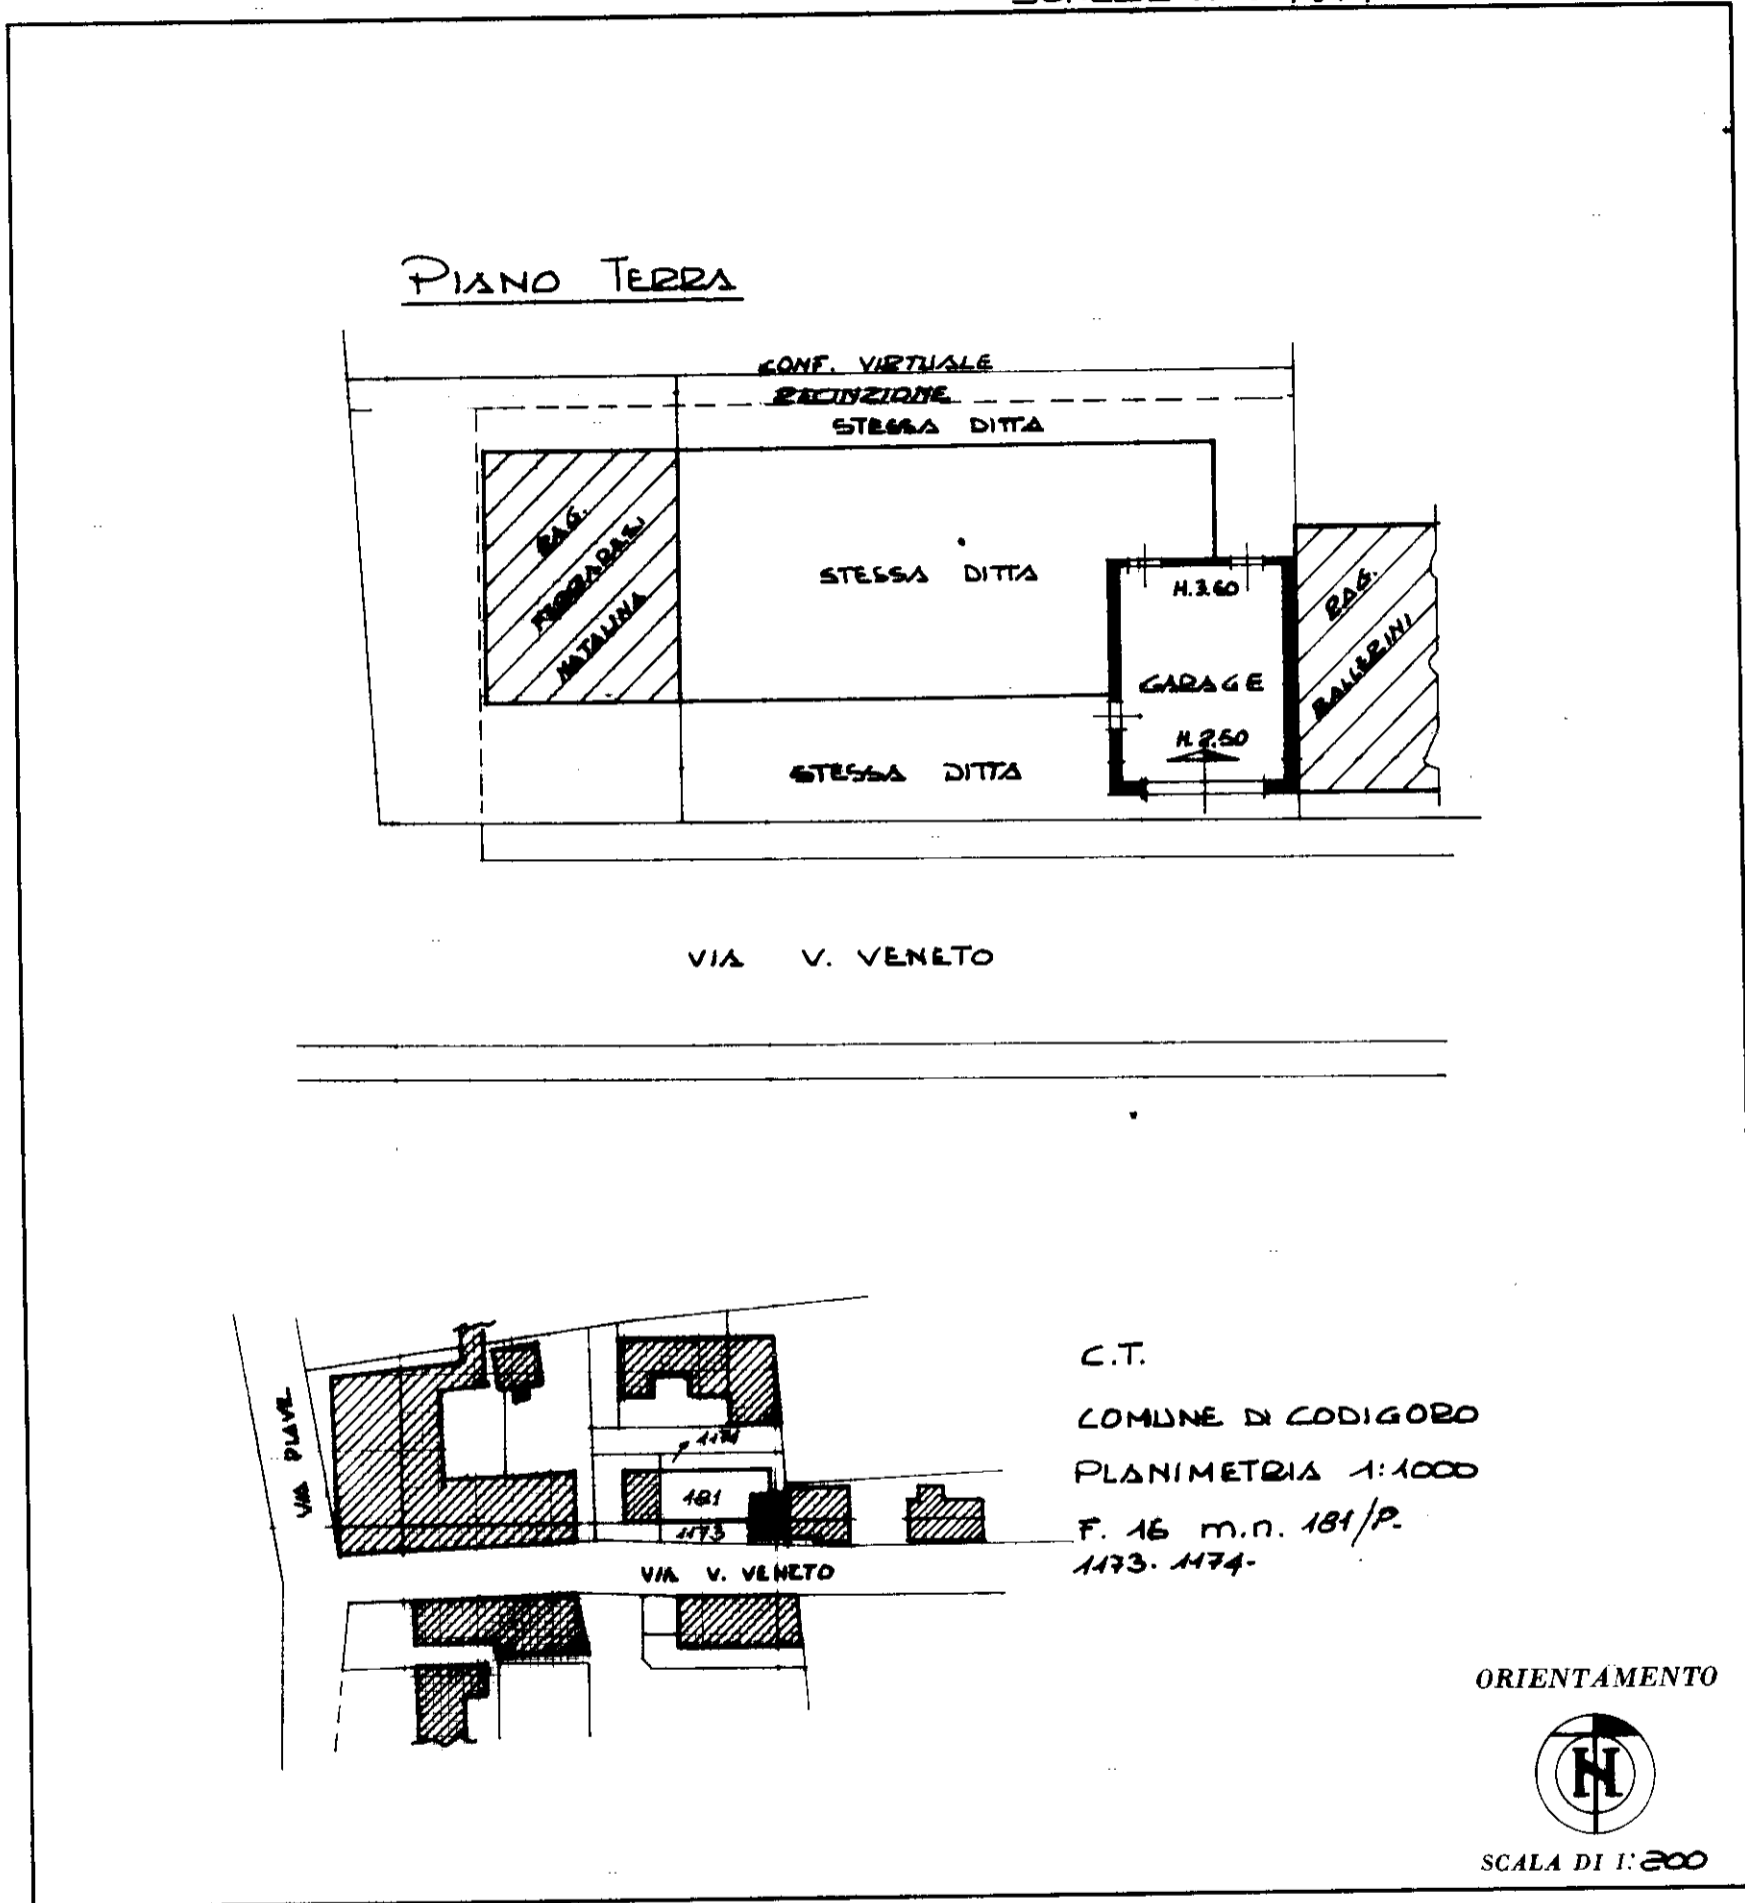 PIANO TERRA
CONF. VIRTUALE
RECINZIONE
STESSA DITTA
RAG.
NATALINA
STESSA DITTA
H.3.60
GARAGE
H.2.50
RAG.
BALLERINI
STESSA DITTA
VIA V. VENETO
VIA PIAVE
1174
181
1173
VIA V. VENETO
C.T.
COMUNE DI CODIGORO
PLANIMETRIA 1:1000
F. 16 m.n. 181/P.
1173. 1174-
ORIENTAMENTO
N
SCALA DI 1:200